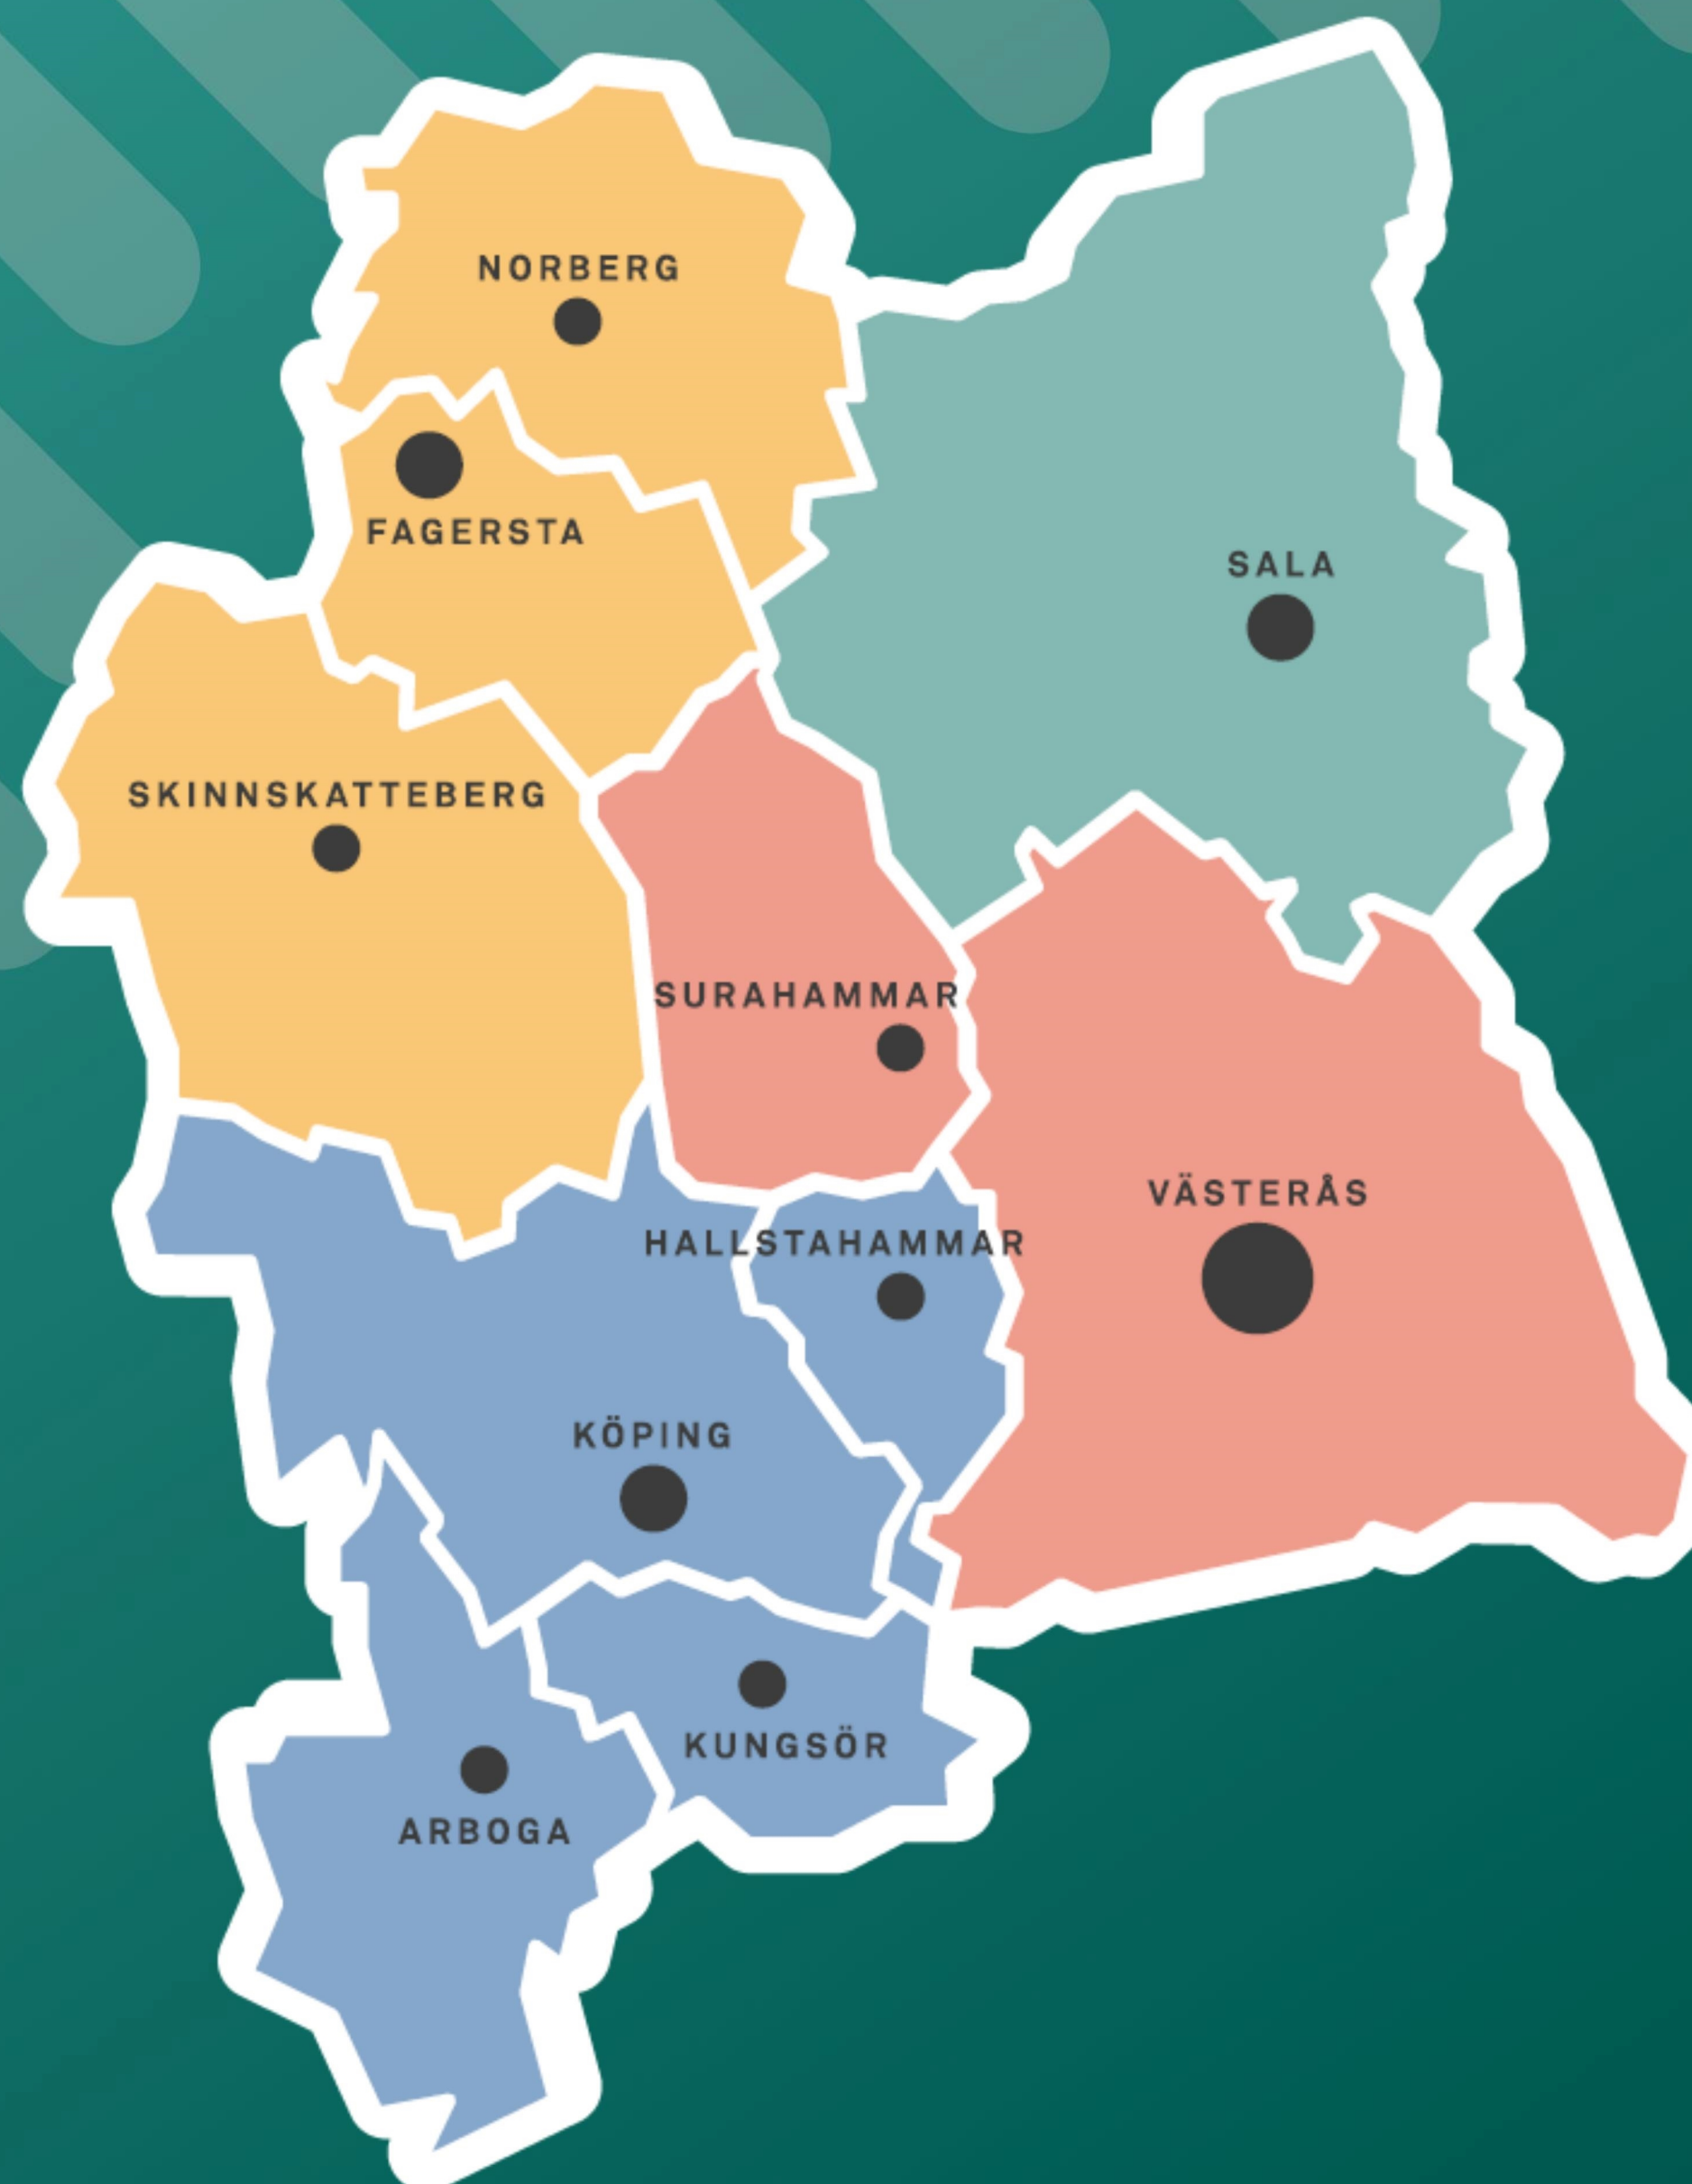 NORBERG
FAGERSTA
SALA
SKINNSKATTEBERG
SURAHAMMAR
VÄSTERÅS
HALLSTAHAMMAR
KÖPING
KUNGSÖR
ARBOGA